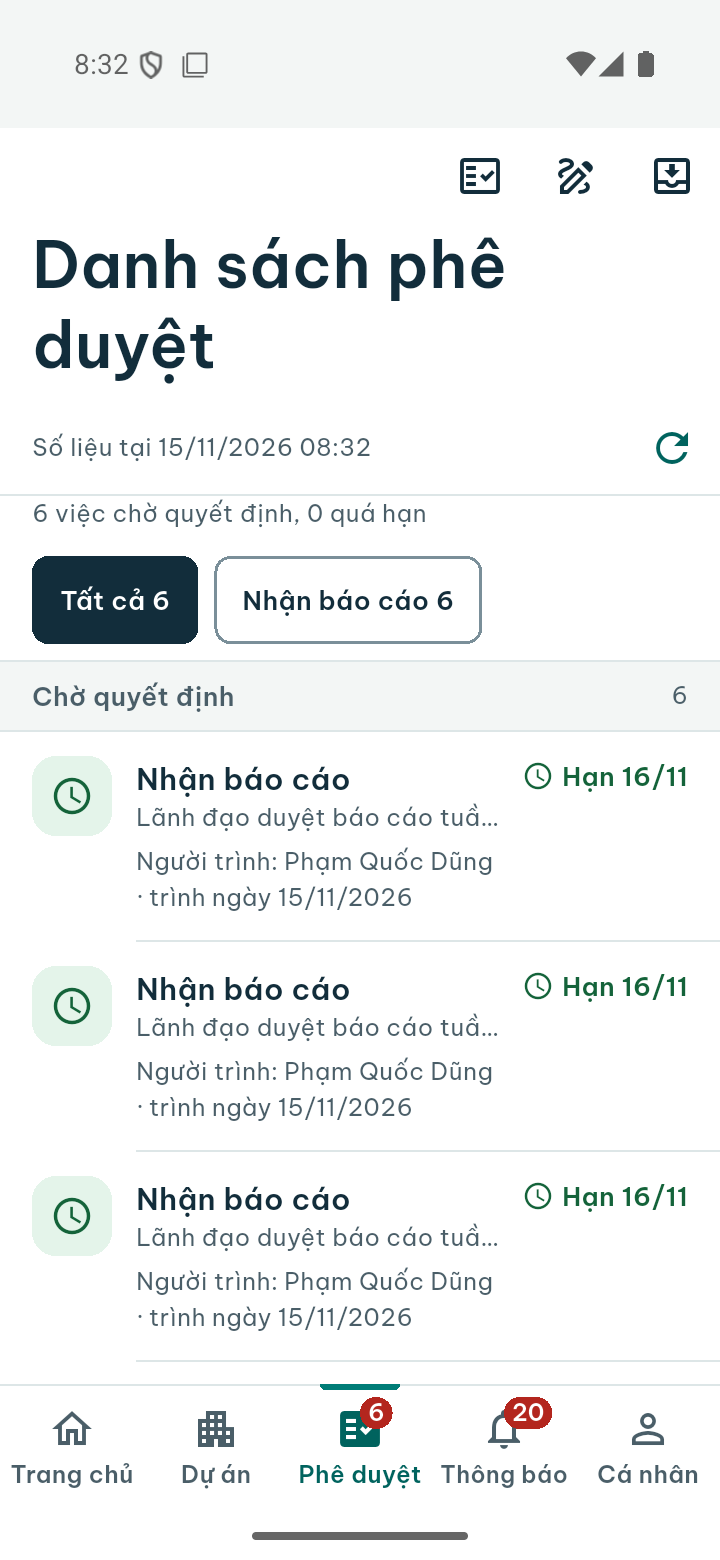 8:32
Danh sách phê
duyệt
Số liệu tại 15/11/2026 08:32
6 việc chờ quyết định, 0 quá hạn
Tất cả 6
Nhận báo cáo 6
Chờ quyết định
6
Nhận báo cáo
Hạn 16/11
Lãnh đạo duyệt báo cáo tuầ...
Người trình: Phạm Quốc Dũng
· trình ngày 15/11/2026
Nhận báo cáo
Hạn 16/11
Lãnh đạo duyệt báo cáo tuầ...
Người trình: Phạm Quốc Dũng
· trình ngày 15/11/2026
Nhận báo cáo
Hạn 16/11
Lãnh đạo duyệt báo cáo tuầ...
Người trình: Phạm Quốc Dũng
· trình ngày 15/11/2026
6
20
Trang chủ
Dự án
Phê duyệt
Thông báo
Cá nhân